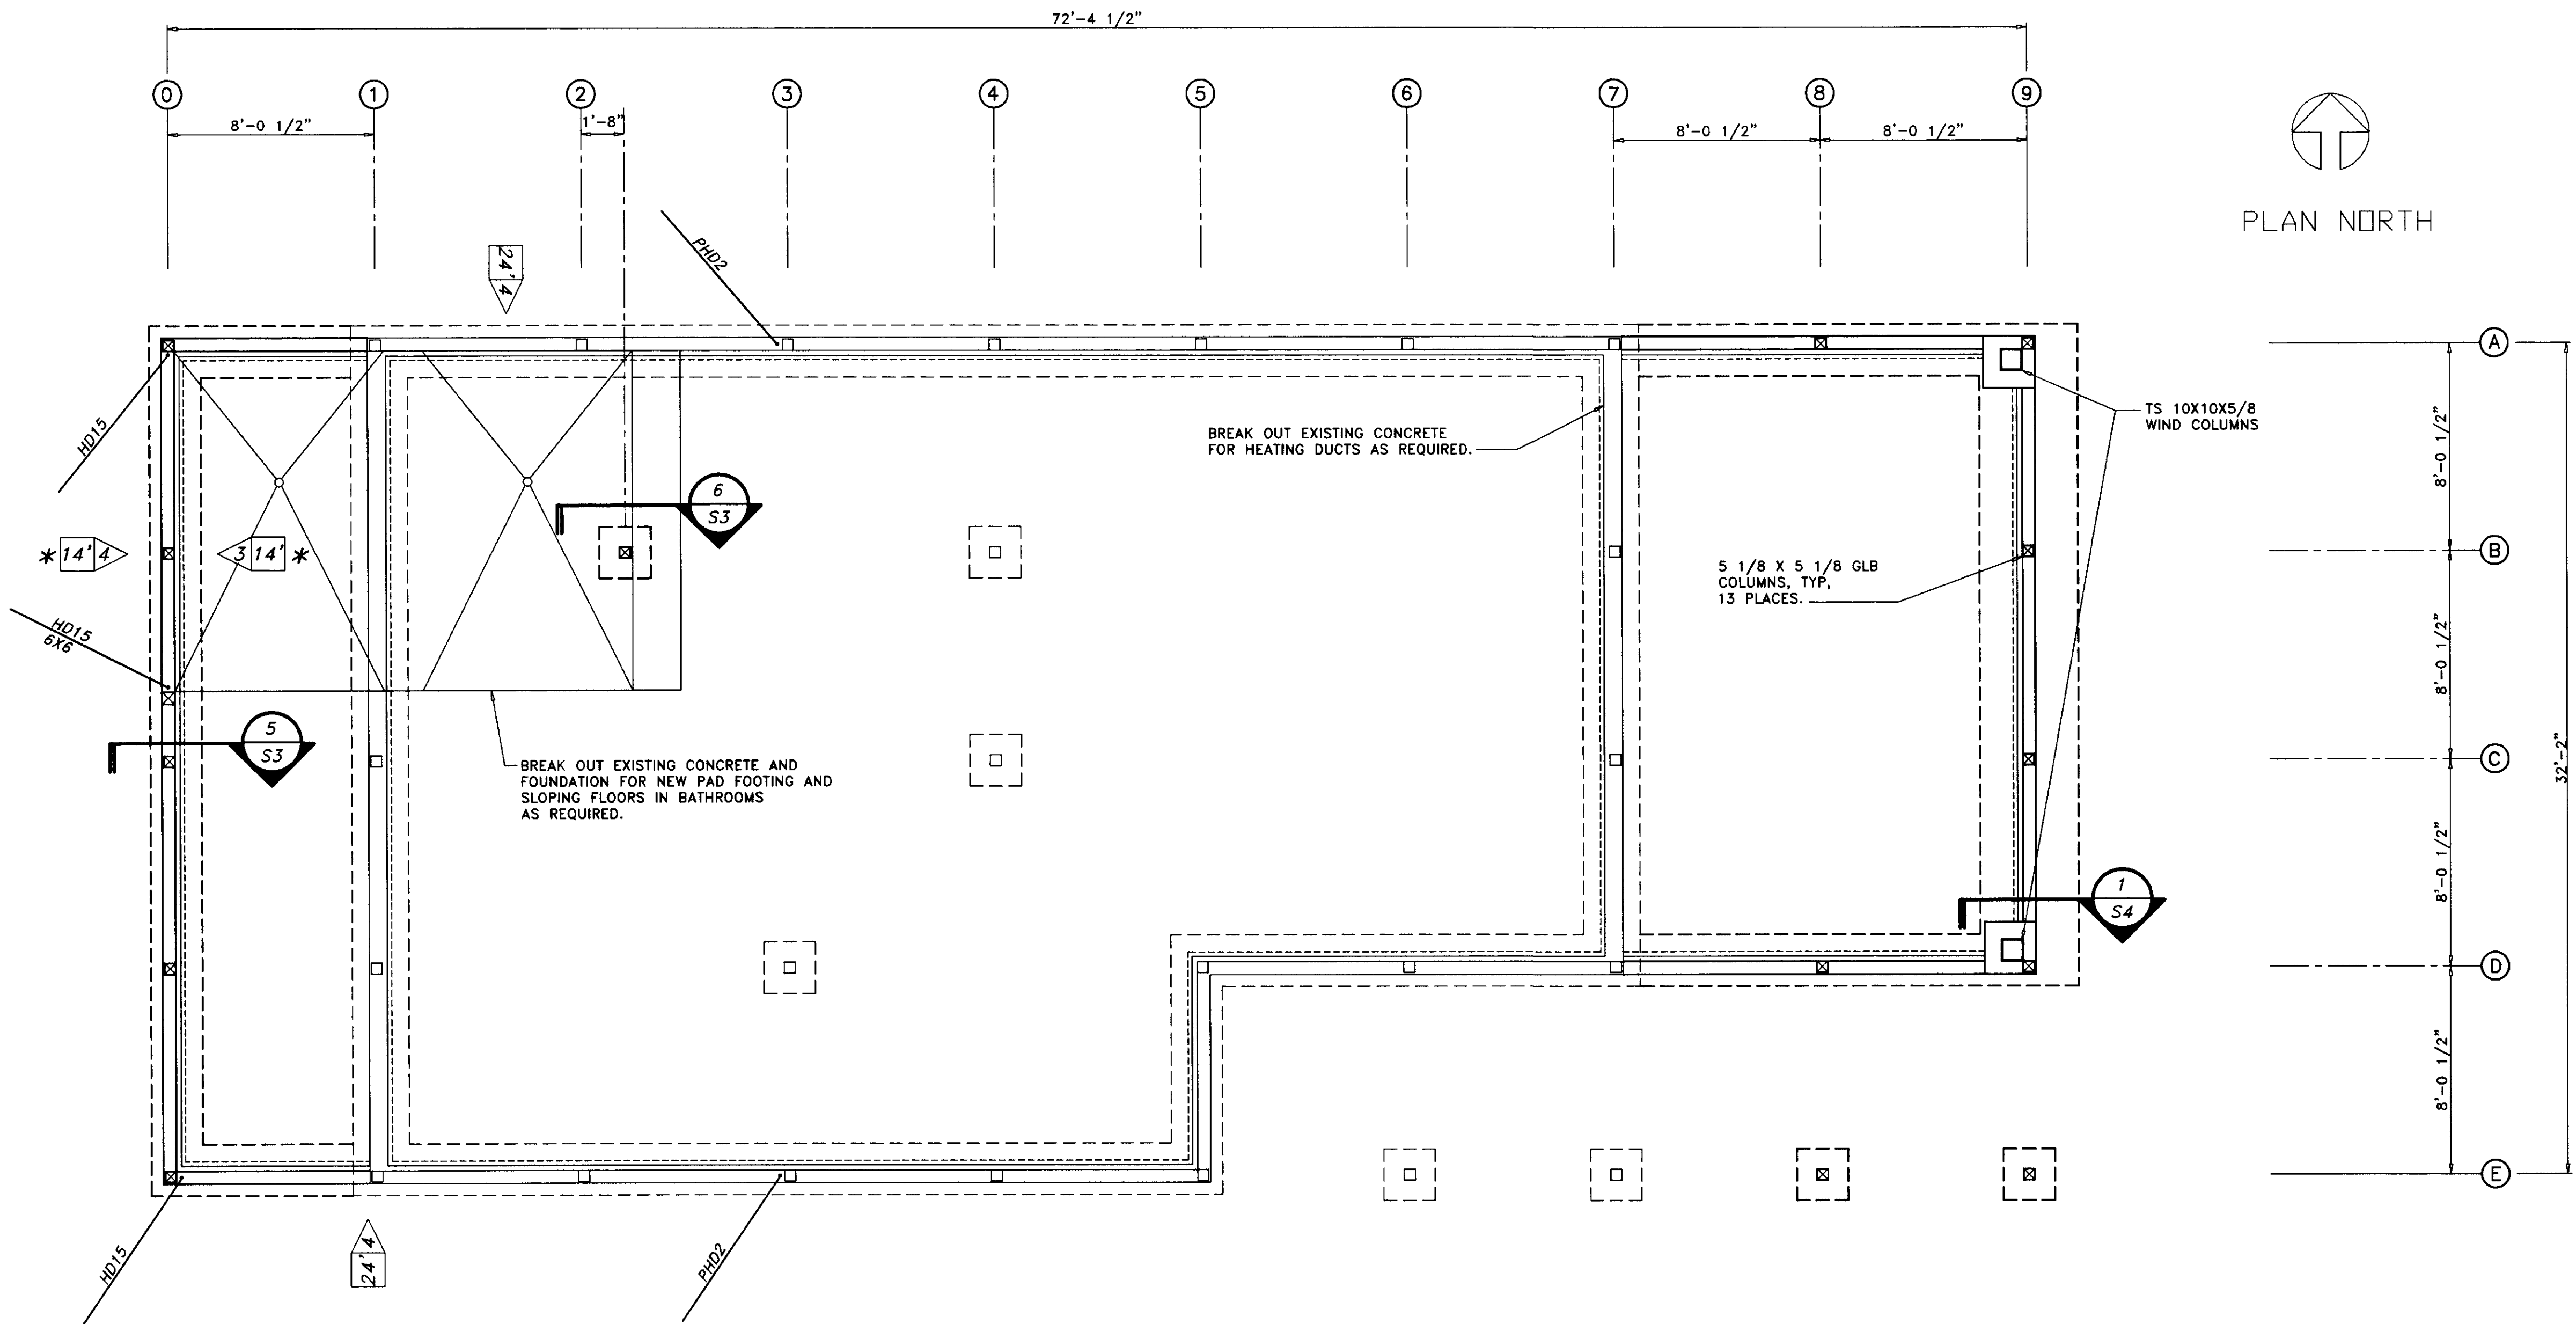 72'-4 1/2"
0 1 2 3 4 5 6 7 8 9
8'-0 1/2"
1'-8"
8'-0 1/2"
8'-0 1/2"
PLAN NORTH
24' 4
PHD2
A
HD15
BREAK OUT EXISTING CONCRETE
FOR HEATING DUCTS AS REQUIRED.
TS 10X10X5/8
WIND COLUMNS
8'-0 1/2"
6
S3
* 14' 4
3 14' *
B
5 1/8 X 5 1/8 GLB
COLUMNS, TYP,
13 PLACES.
HD15
6X6
8'-0 1/2"
5
S3
C
32'-2"
BREAK OUT EXISTING CONCRETE AND
FOUNDATION FOR NEW PAD FOOTING AND
SLOPING FLOORS IN BATHROOMS
AS REQUIRED.
8'-0 1/2"
1
S4
D
8'-0 1/2"
E
HD15
24' 4
PHD2